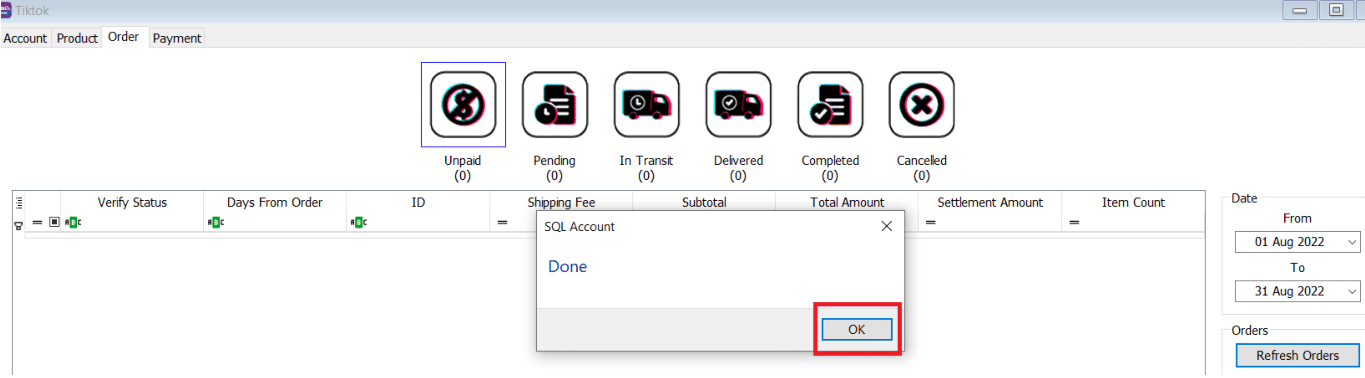 Tiktok
Account Product Order Payment
Unpaid Pending In Transit Delivered Completed Cancelled
(0) (0) (0) (0) (0) (0)
Verify Status Days From Order ID Shipping Fee Subtotal Total Amount Settlement Amount Item Count
Date
From
01 Aug 2022
To
31 Aug 2022
Orders
Refresh Orders
SQL Account
Done
OK